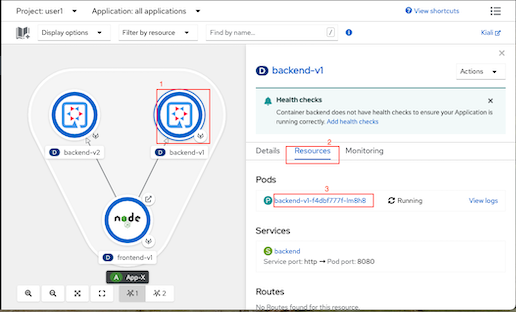 Project: user1 Application: all applications View shortcuts
Display options Filter by resource Find by name... / Kiali
1
D backend-v2
D backend-v1
node
D frontend-v1
A App-X
1 2
D backend-v1 Actions
Health checks
Container backend does not have health checks to ensure your Application is
running correctly. Add health checks
2
Details Resources Monitoring
Pods
3
P backend-v1-f4dbf777f-lm8h8 Running View logs
Services
S backend
Service port: http → Pod port: 8080
Routes
No Routes found for this resource.